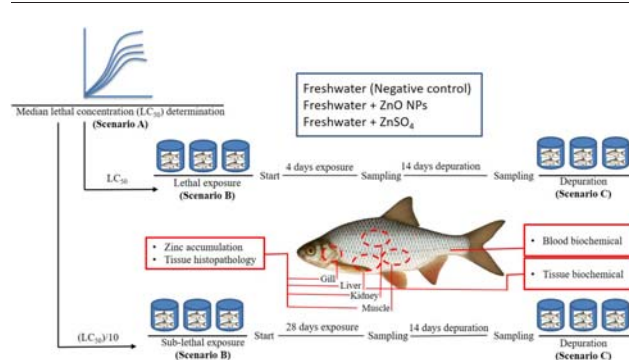 Freshwater (Negative control)
Freshwater + ZnO NPs
Freshwater + ZnSO₄
Median lethal concentration (LC₅₀) determination
(Scenario A)
LC₅₀
Lethal exposure
(Scenario B)
Start 4 days exposure Sampling 14 days depuration Sampling
Depuration
(Scenario C)
• Zinc accumulation
• Tissue histopathology
• Blood biochemical
• Tissue biochemical
Gill
Liver
Kidney
Muscle
(LC₅₀)/10
Sub-lethal exposure
(Scenario B)
Start 28 days exposure Sampling 14 days depuration Sampling
Depuration
(Scenario C)